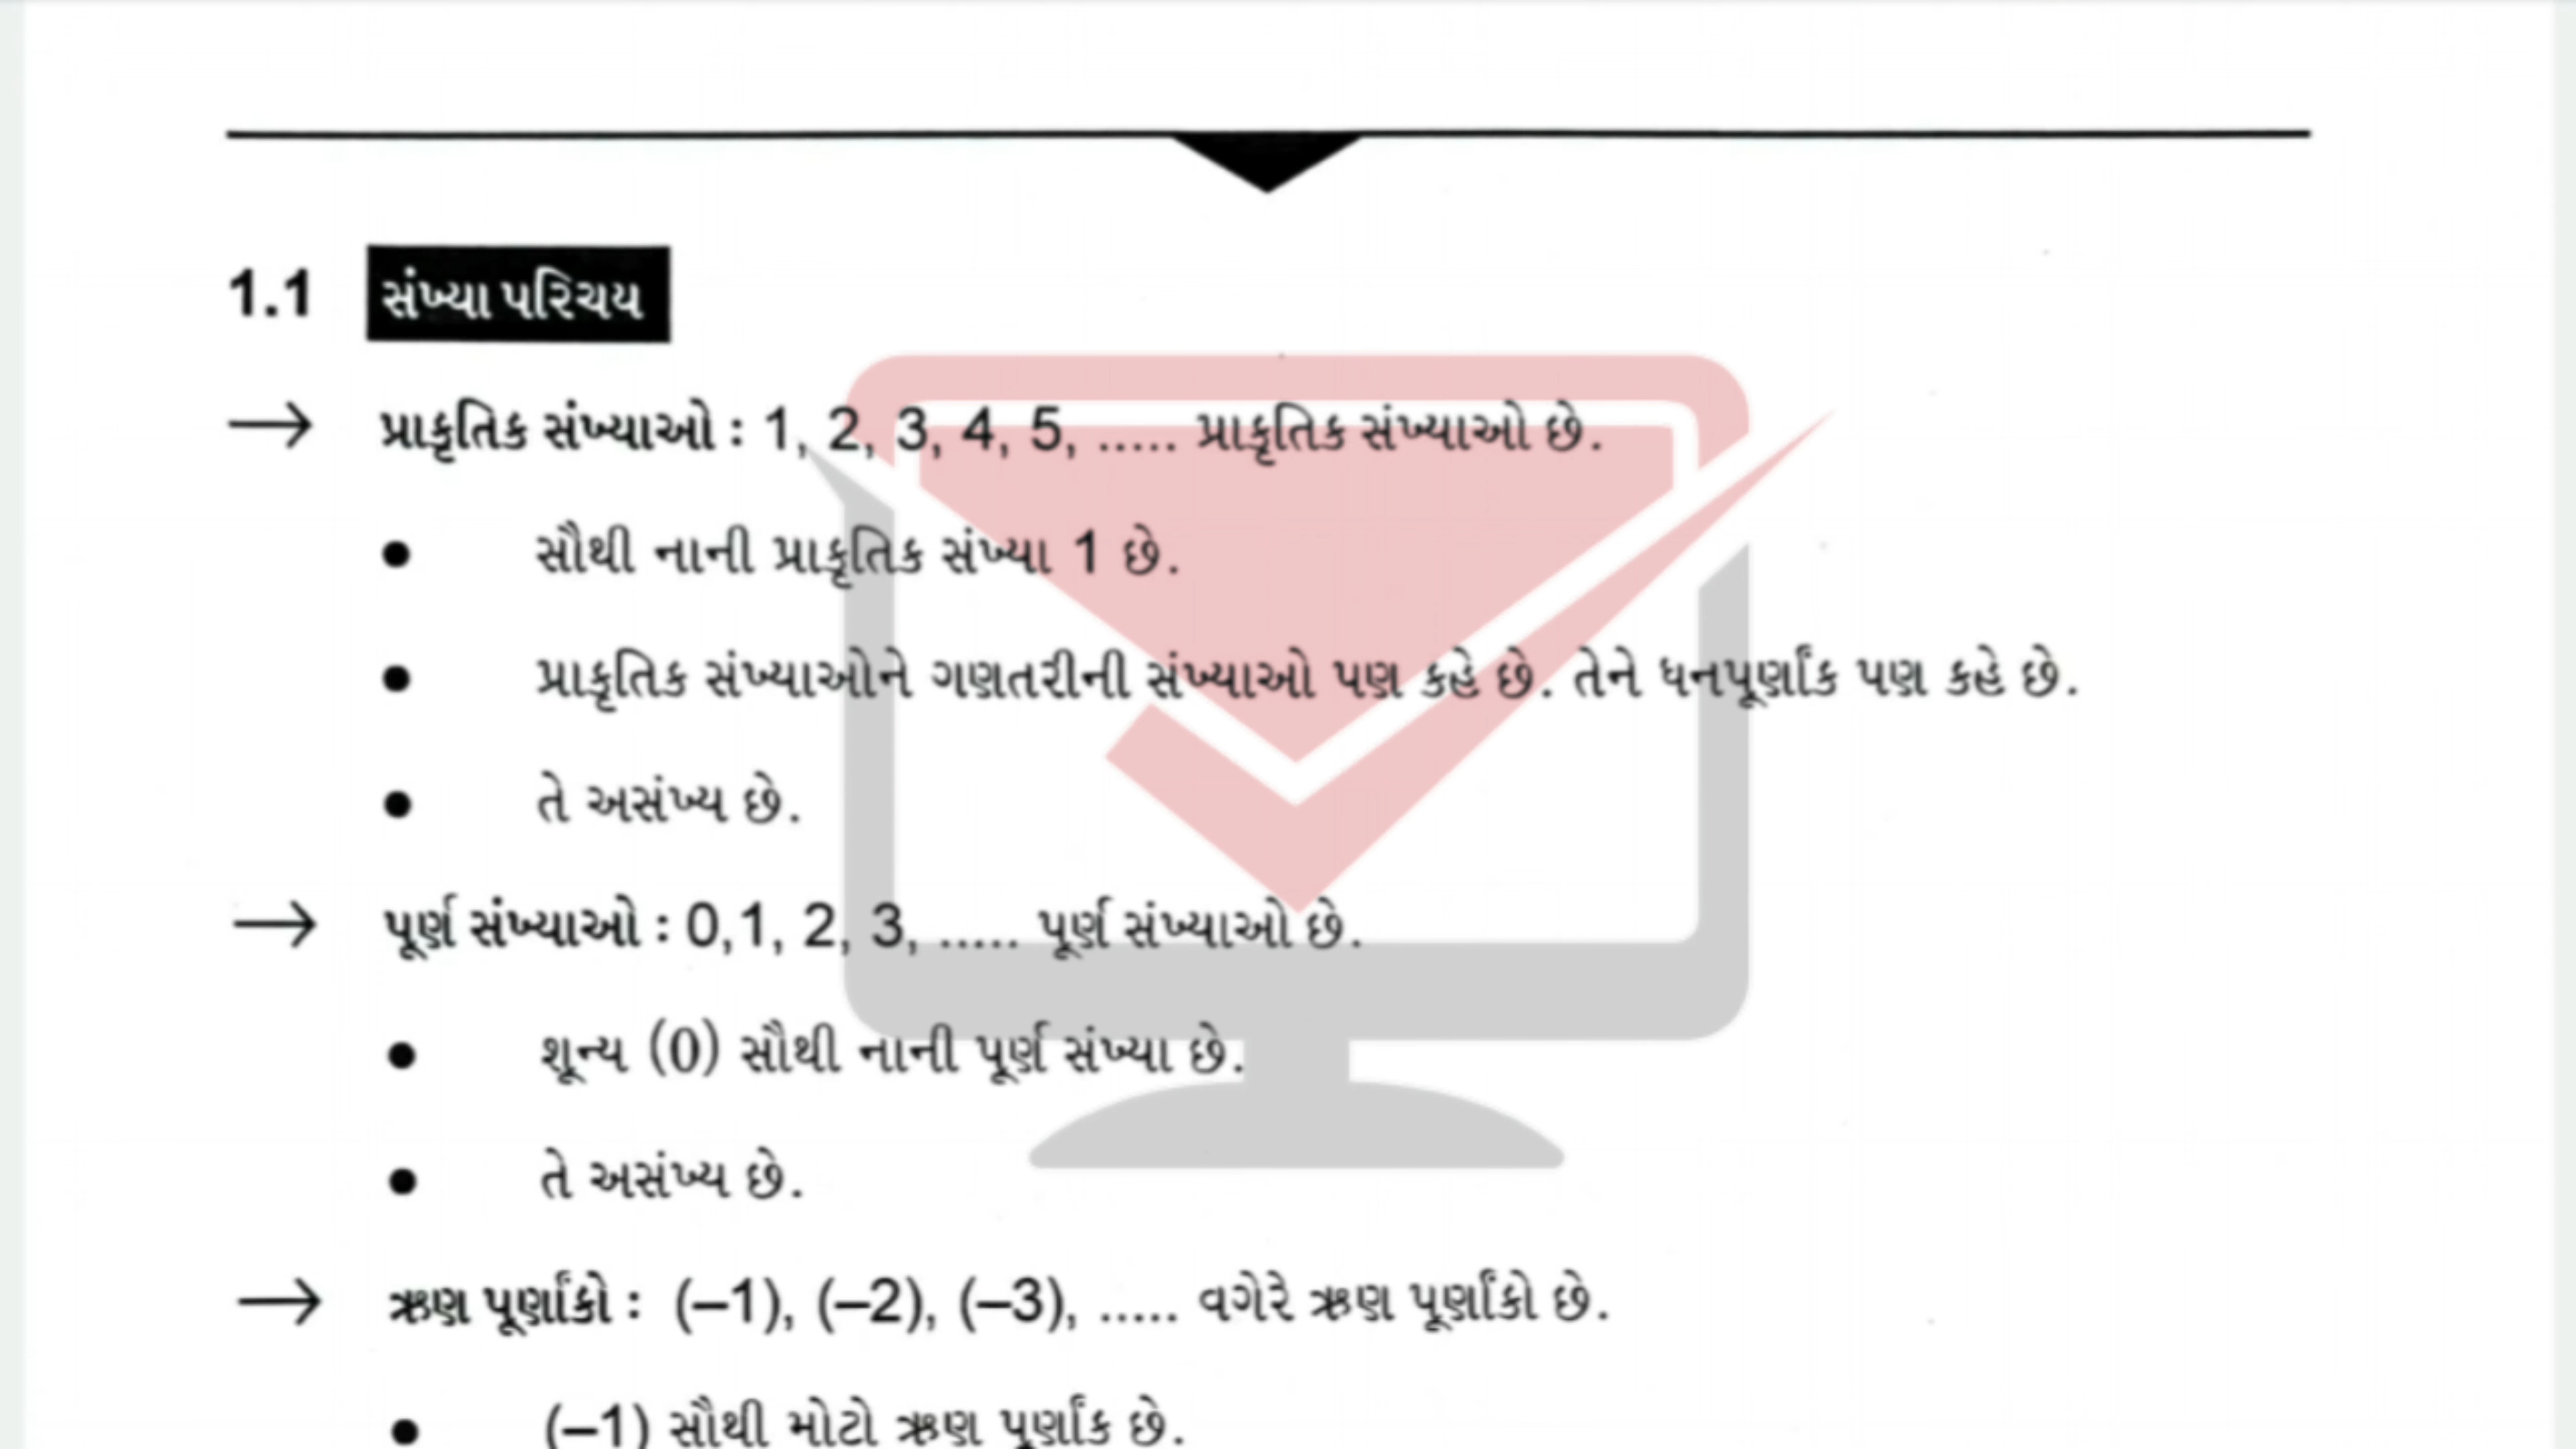 1.1 સંખ્યા પરિચય
→ પ્રાકૃતિક સંખ્યાઓ : 1, 2, 3, 4, 5, ..... પ્રાકૃતિક સંખ્યાઓ છે.
● સૌથી નાની પ્રાકૃતિક સંખ્યા 1 છે.
● પ્રાકૃતિક સંખ્યાઓને ગણતરીની સંખ્યાઓ પણ કહે છે. તેને ધનપૂર્ણાંક પણ કહે છે.
● તે અસંખ્ય છે.
→ પૂર્ણ સંખ્યાઓ : 0,1, 2, 3, ..... પૂર્ણ સંખ્યાઓ છે.
● શૂન્ય (0) સૌથી નાની પૂર્ણ સંખ્યા છે.
● તે અસંખ્ય છે.
→ ઋણ પૂર્ણાંકો : (–1), (–2), (–3), ..... વગેરે ઋણ પૂર્ણાંકો છે.
● (–1) સૌથી મોટો ઋણ પૂર્ણાંક છે.